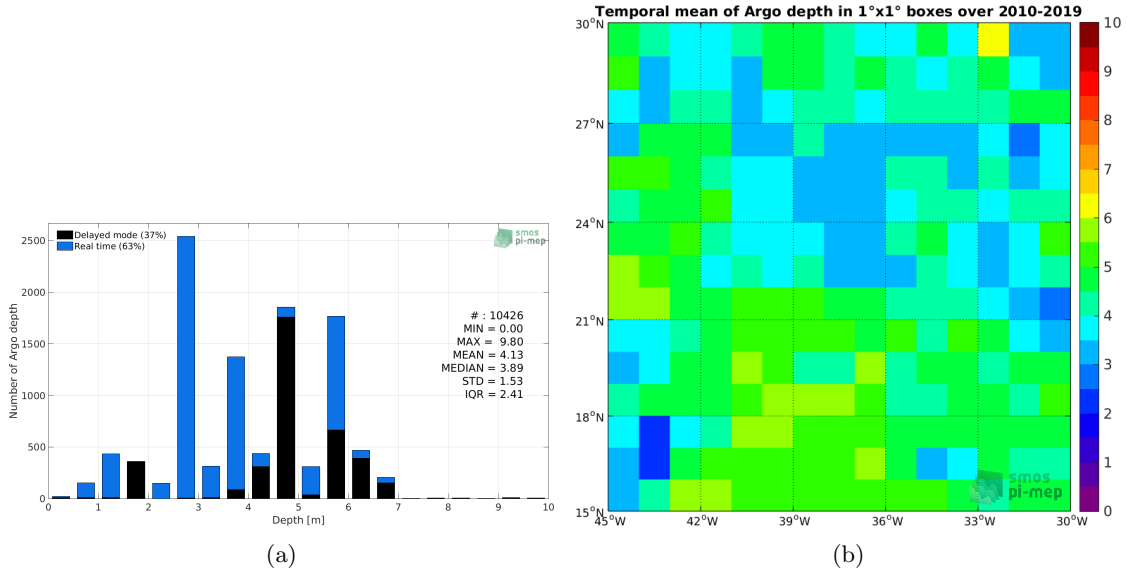 Delayed mode (37%)
Real time (63%)
smos
pi-mep
2500
2000
1500
1000
500
0
Number of Argo depth
# : 10426
MIN = 0.00
MAX = 9.80
MEAN = 4.13
MEDIAN = 3.89
STD = 1.53
IQR = 2.41
0 1 2 3 4 5 6 7 8 9 10
Depth [m]
(a)
Temporal mean of Argo depth in 1°x1° boxes over 2010-2019
30°N
27°N
24°N
21°N
18°N
15°N
45°W 42°W 39°W 36°W 33°W 30°W
smos
pi-mep
10
9
8
7
6
5
4
3
2
1
0
(b)